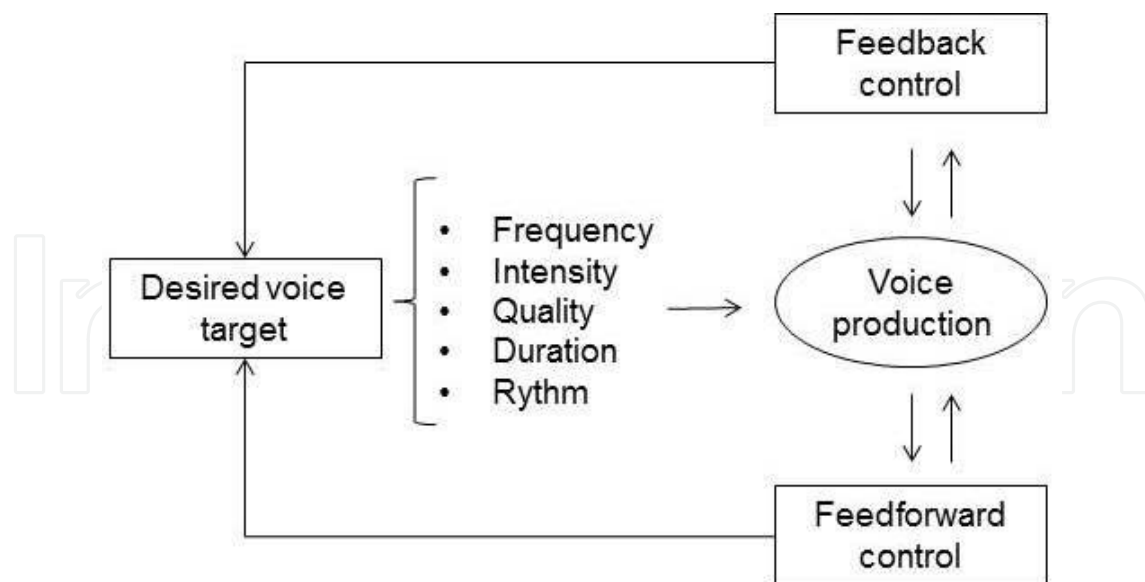 Feedback
control
Desired voice
target
• Frequency
• Intensity
• Quality
• Duration
• Rythm
Voice
production
Feedforward
control